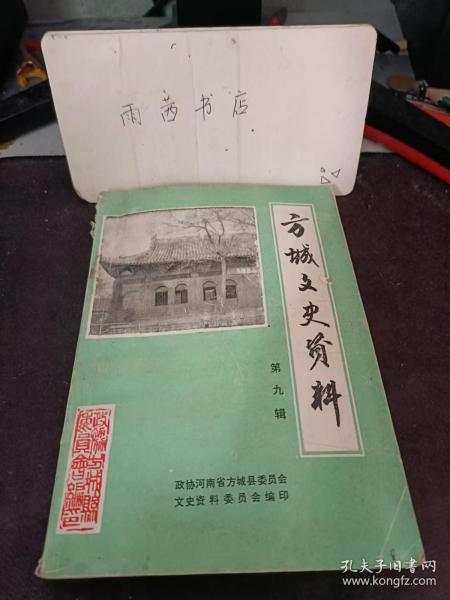 雨茜书店
方城文史资料
第九辑
政协河南省方城县委员会
文史资料委员会编印
孔夫子旧书网
www.kongfz.com